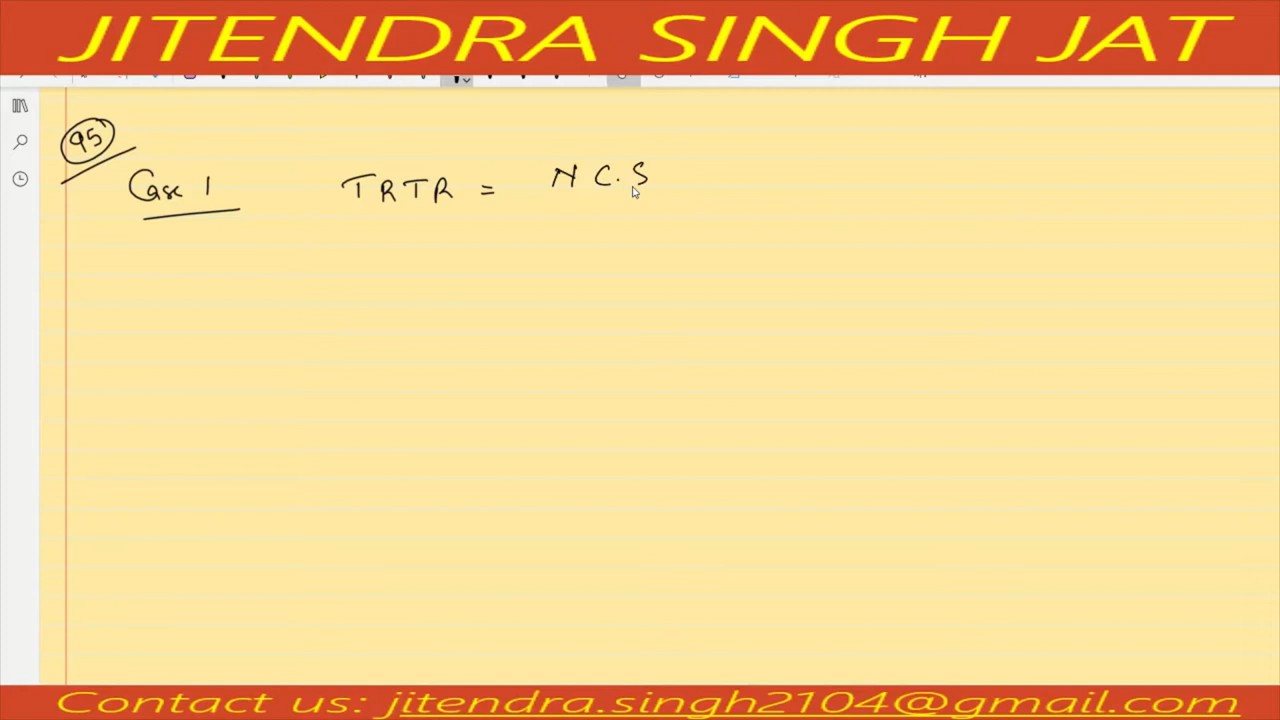 JITENDRA SINGH JAT
95
Case 1 TRTR = N C. S
Contact us: jitendra.singh2104@gmail.com